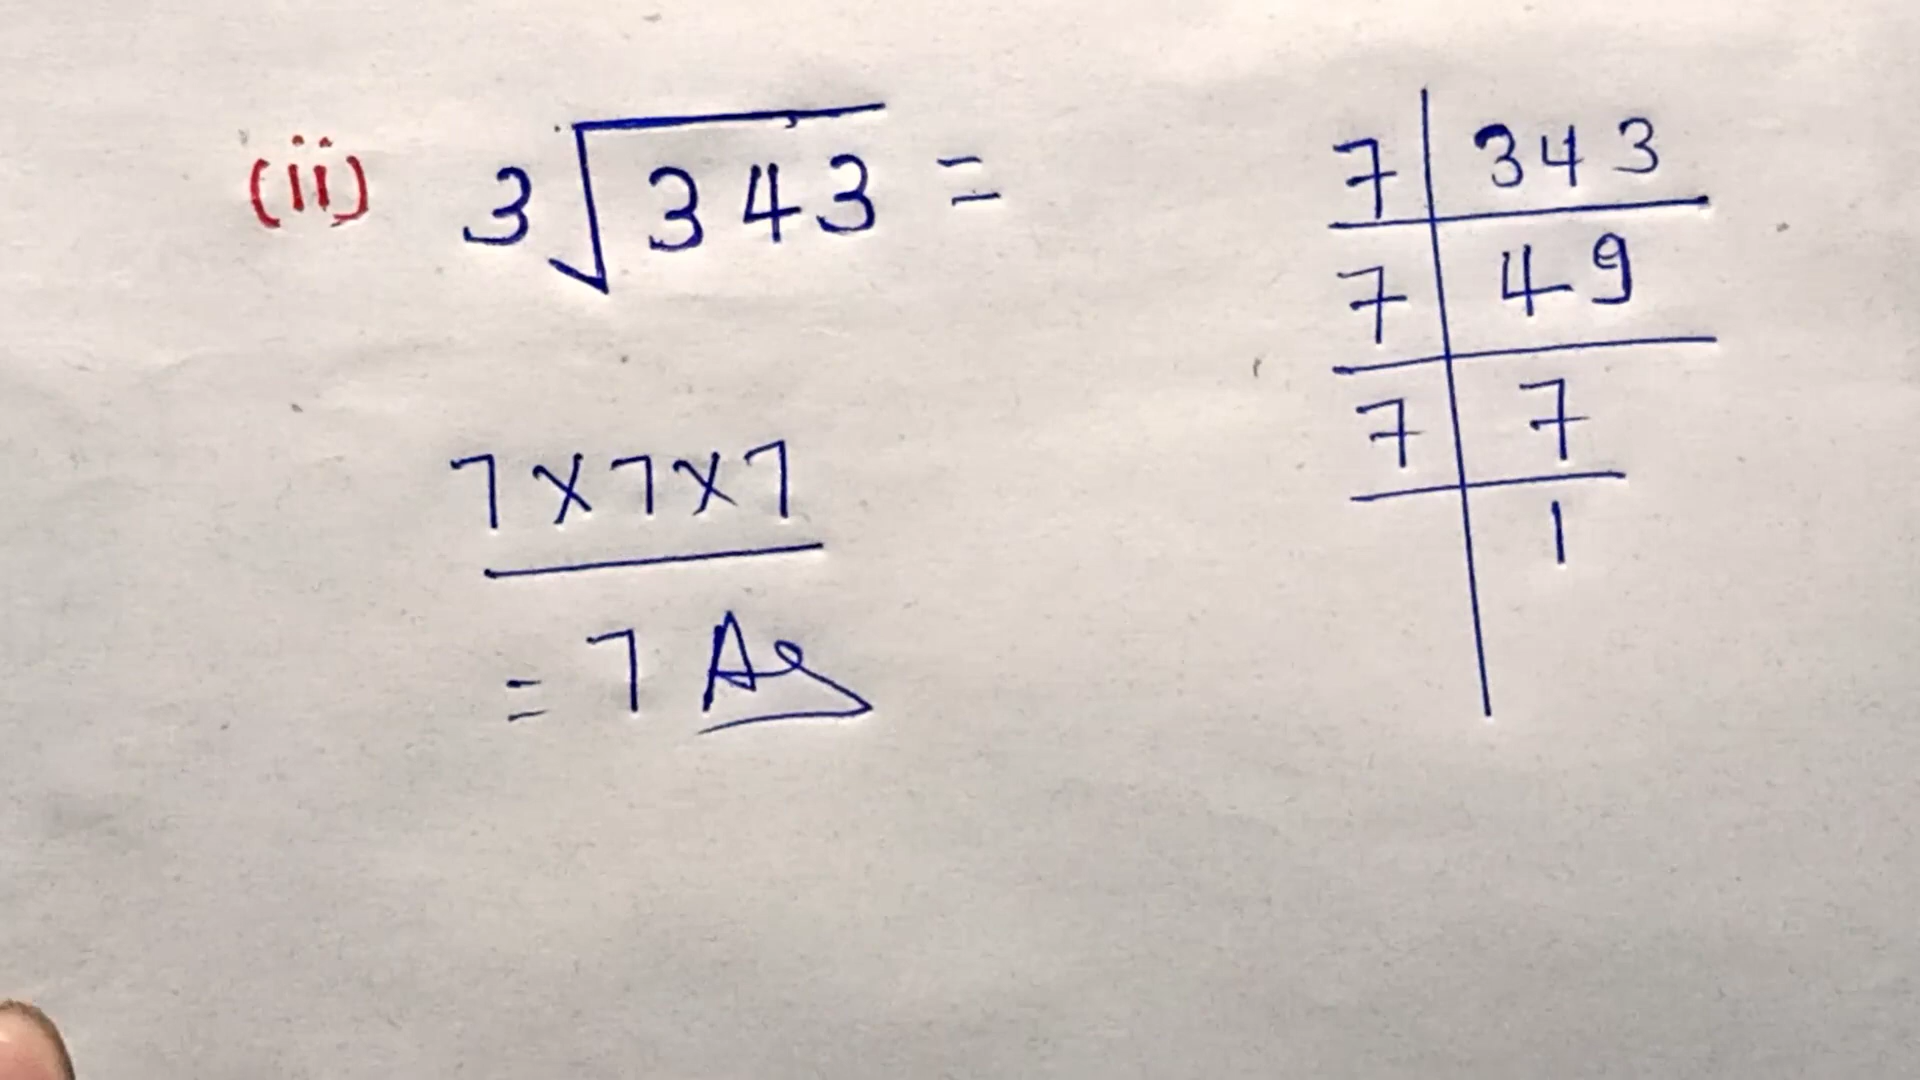 (ii) 3√343 =
7 × 7 × 7
= 7 As
7 | 343
7 | 49
7 | 7
1